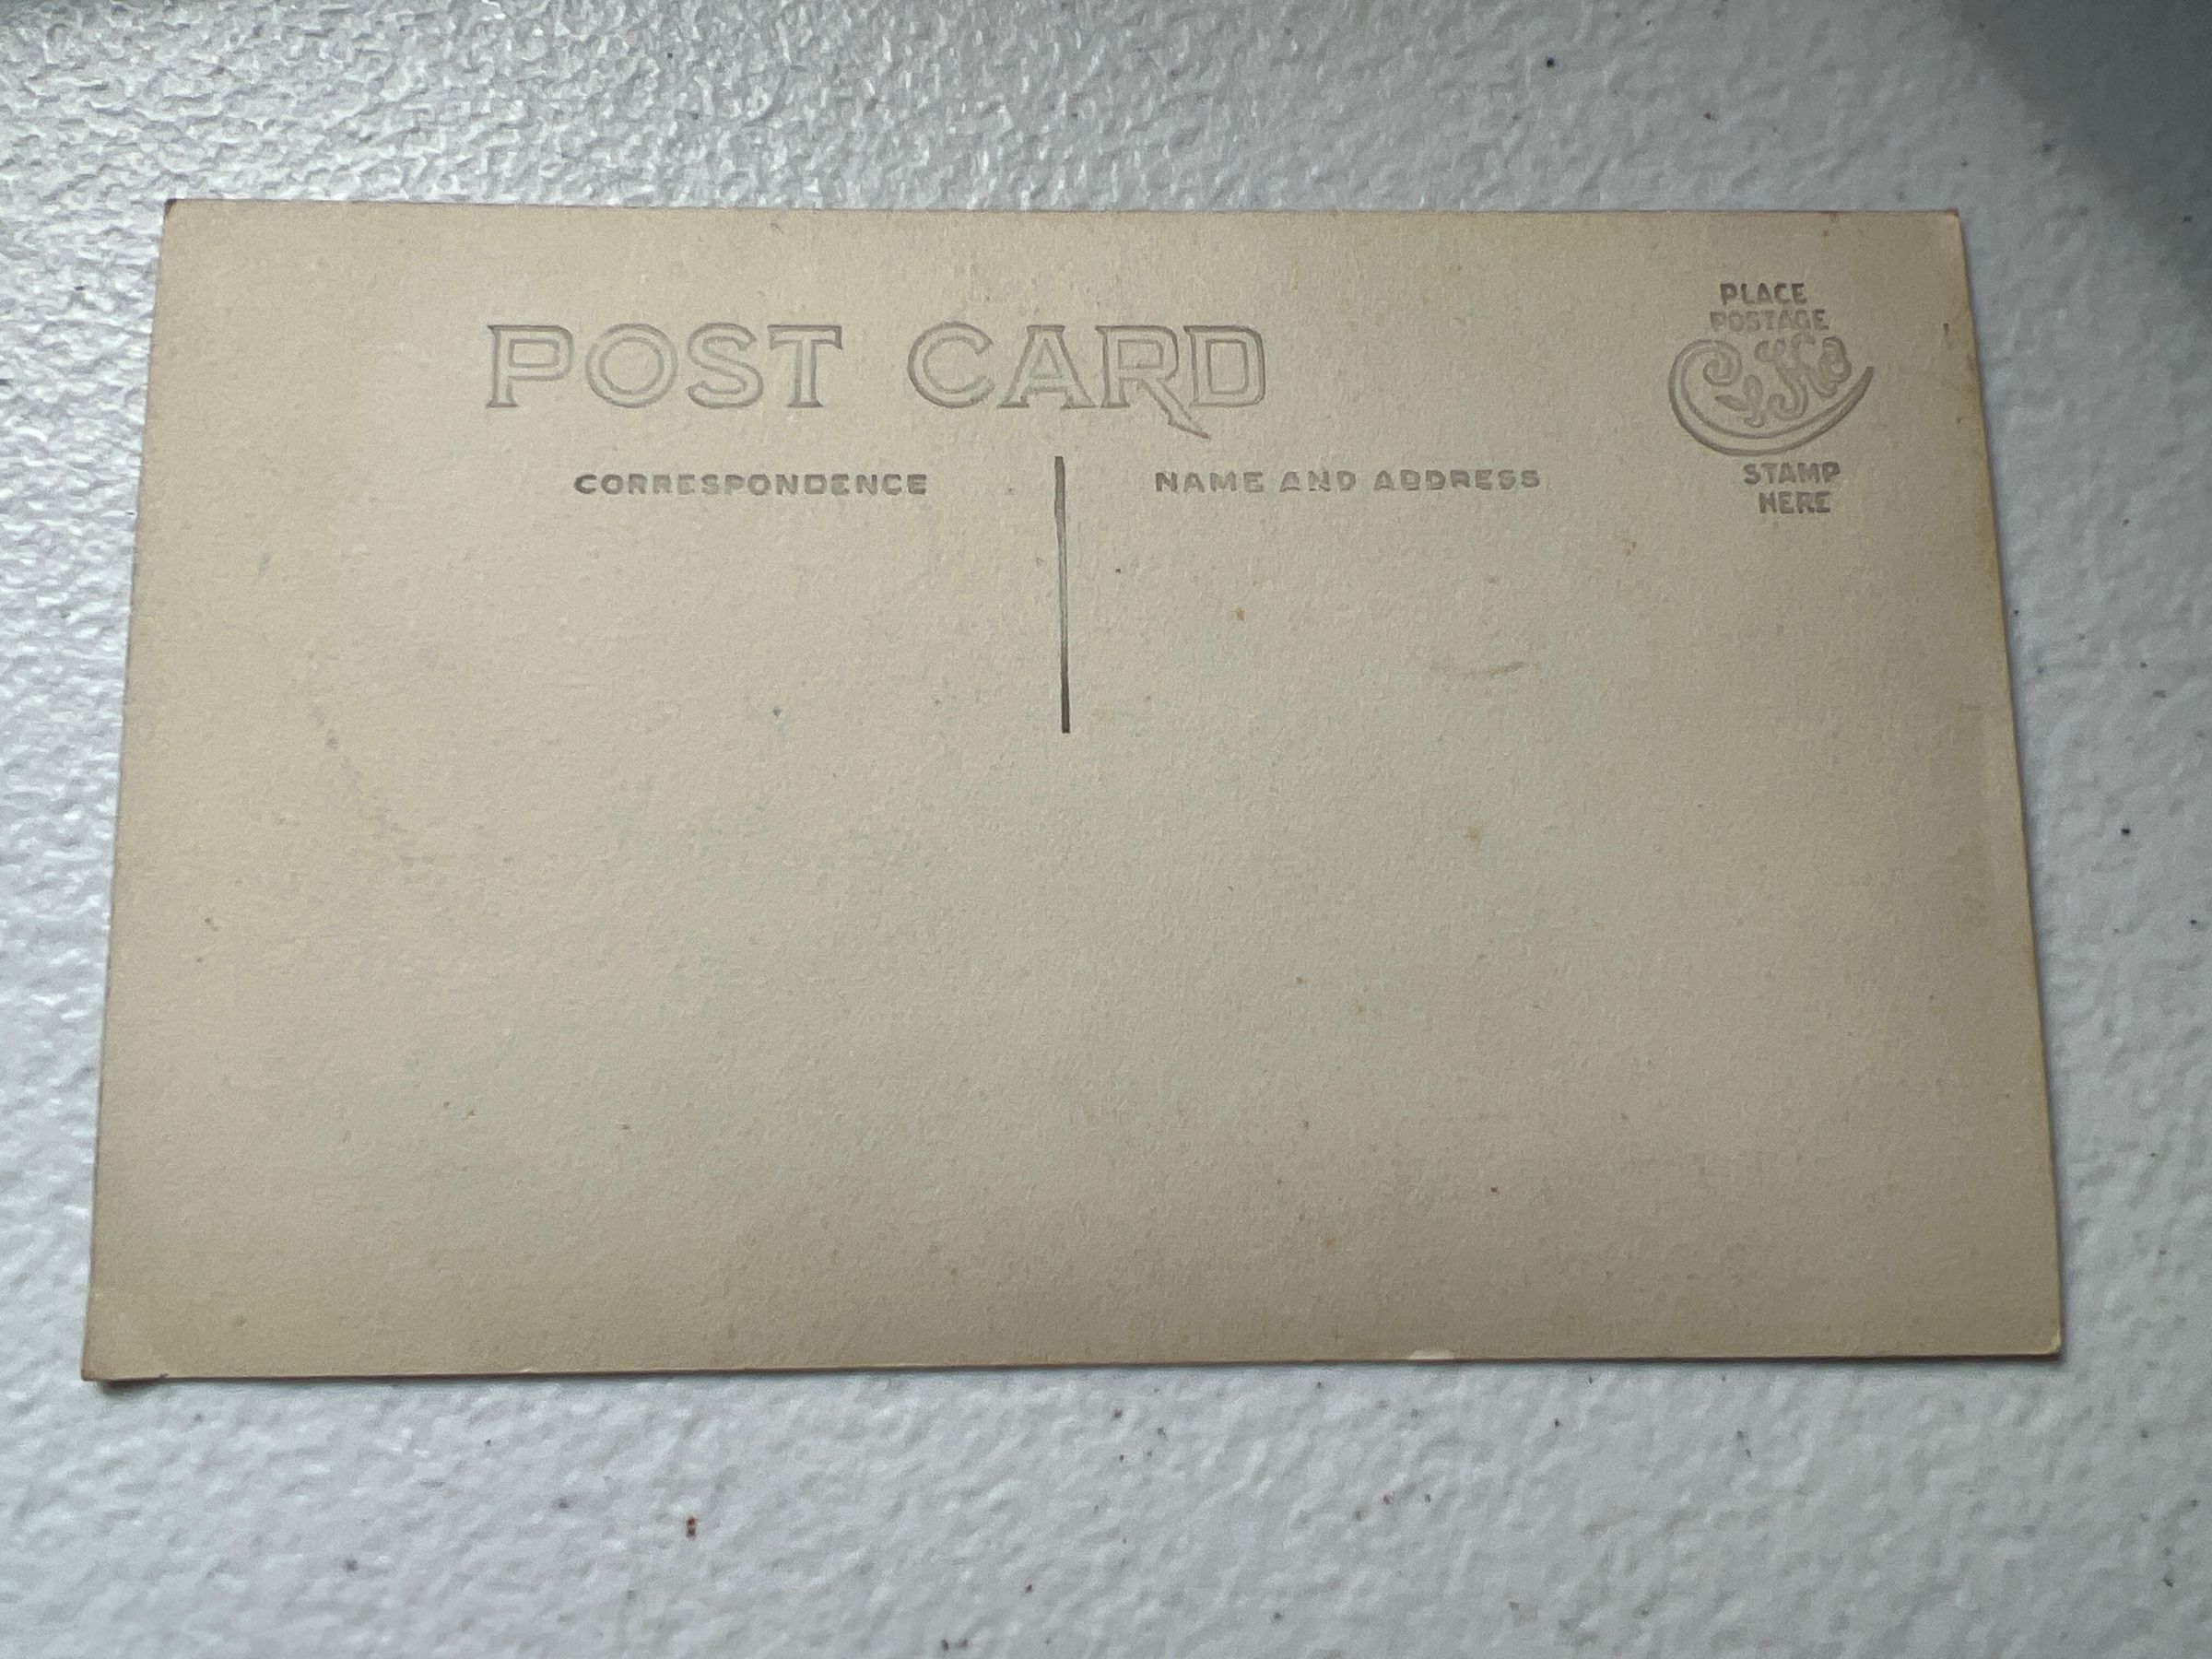 POST CARD
PLACE
POSTAGE
STAMP
HERE
CORRESPONDENCE
NAME AND ADDRESS